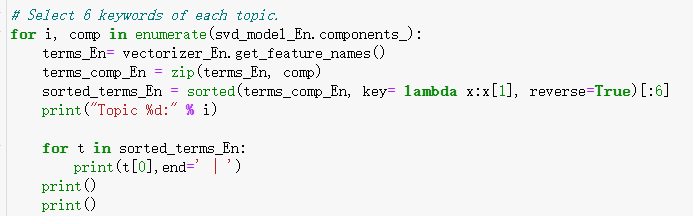 # Select 6 keywords of each topic.
for i, comp in enumerate(svd_model_En.components_):
    terms_En= vectorizer_En.get_feature_names()
    terms_comp_En = zip(terms_En, comp)
    sorted_terms_En = sorted(terms_comp_En, key= lambda x:x[1], reverse=True)[:6]
    print("Topic %d:" % i)

    for t in sorted_terms_En:
        print(t[0],end=' | ')
    print()
    print()